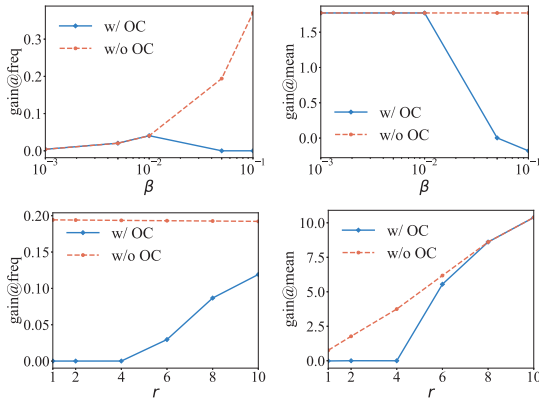 gain@freq
0.3
0.2
0.1
0.0
w/ OC
w/o OC
10⁻³
10⁻²
10⁻¹
β
gain@mean
1.5
1.0
0.5
0.0
w/ OC
w/o OC
10⁻³
10⁻²
10⁻¹
β
gain@freq
0.20
0.15
0.10
0.05
0.00
w/ OC
w/o OC
1 2 4 6 8 10
r
gain@mean
10.0
7.5
5.0
2.5
0.0
w/ OC
w/o OC
1 2 4 6 8 10
r